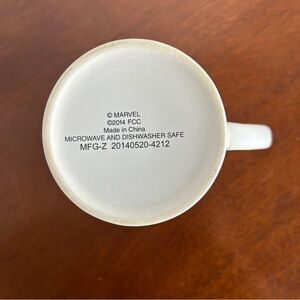 © MARVEL
©2014 FCC
Made in China
MICROWAVE AND DISHWASHER SAFE
MFG-Z 20140520-4212